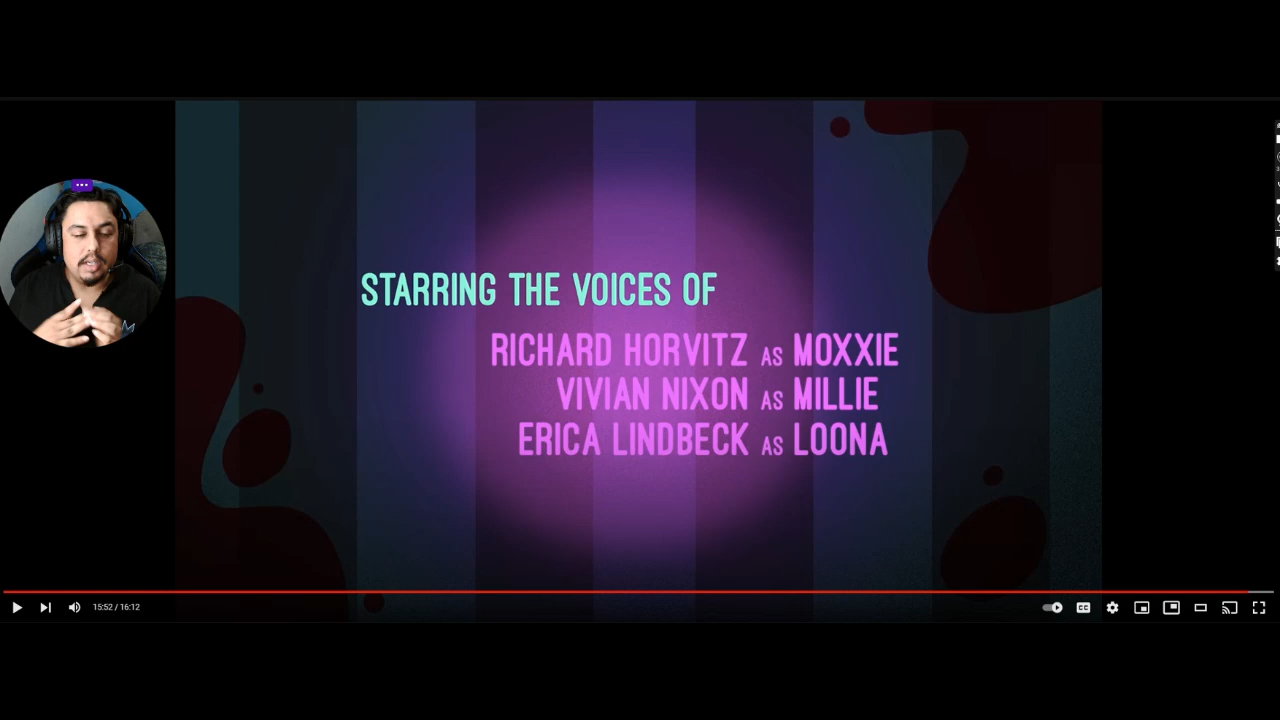 STARRING THE VOICES OF
RICHARD HORVITZ AS MOXXIE
VIVIAN NIXON AS MILLIE
ERICA LINDBECK AS LOONA
15:52 / 16:12
CC